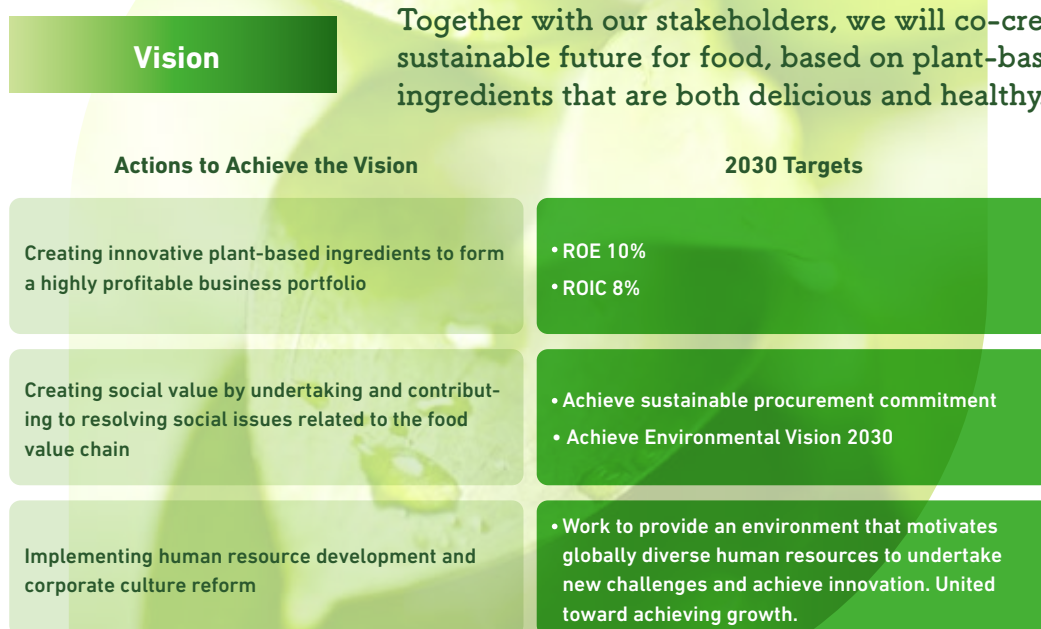 Vision
Together with our stakeholders, we will co-cre
sustainable future for food, based on plant-bas
ingredients that are both delicious and healthy.
Actions to Achieve the Vision
2030 Targets
Creating innovative plant-based ingredients to form
a highly profitable business portfolio
• ROE 10%
• ROIC 8%
Creating social value by undertaking and contribut-
ing to resolving social issues related to the food
value chain
• Achieve sustainable procurement commitment
• Achieve Environmental Vision 2030
Implementing human resource development and
corporate culture reform
• Work to provide an environment that motivates
globally diverse human resources to undertake
new challenges and achieve innovation. United
toward achieving growth.